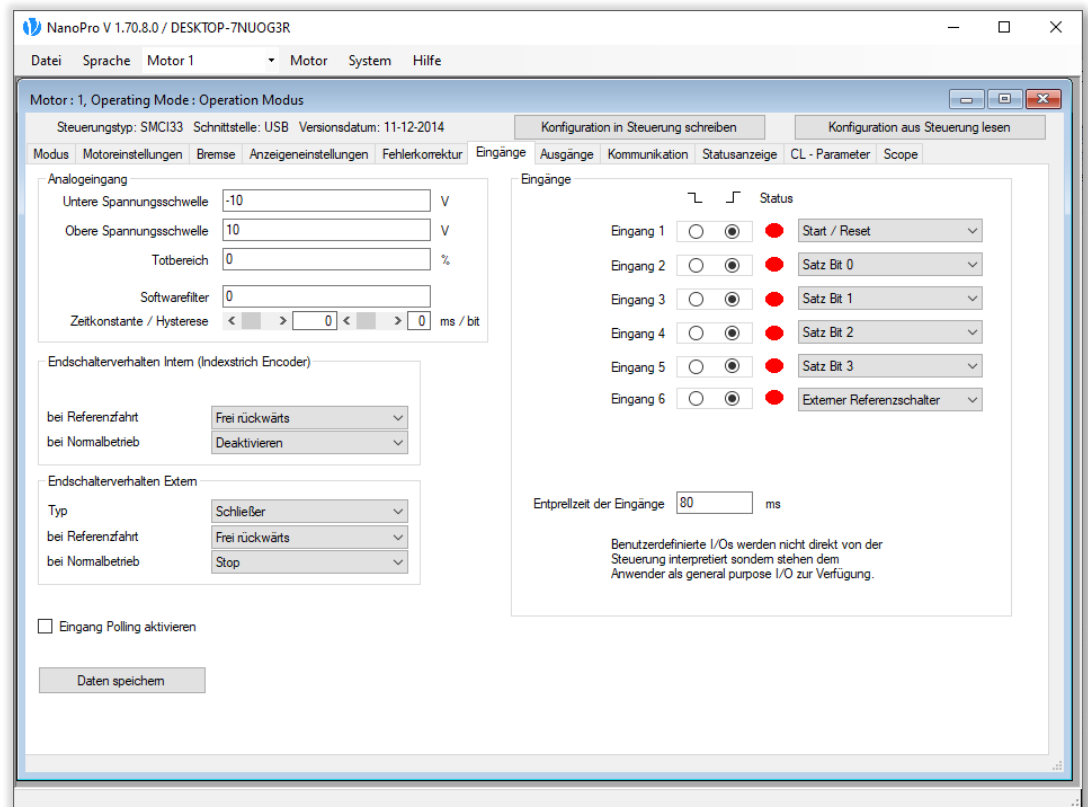 NanoPro V 1.70.8.0 / DESKTOP-7NUOG3R
Datei Sprache Motor 1 Motor System Hilfe
Motor : 1, Operating Mode : Operation Modus
Steuerungstyp: SMCI33 Schnittstelle: USB Versionsdatum: 11-12-2014 Konfiguration in Steuerung schreiben Konfiguration aus Steuerung lesen
Modus Motoreinstellungen Bremse Anzeigeneinstellungen Fehlerkorrektur Eingänge Ausgänge Kommunikation Statusanzeige CL - Parameter Scope
Analogeingang
Untere Spannungsschwelle -10 V
Obere Spannungsschwelle 10 V
Totbereich 0 %
Softwarefilter 0
Zeitkonstante / Hysterese < > 0 < > 0 ms / bit
Endschalterverhalten Intern (Indexstrich Encoder)
bei Referenzfahrt Frei rückwärts
bei Normalbetrieb Deaktivieren
Endschalterverhalten Extern
Typ Schließer
bei Referenzfahrt Frei rückwärts
bei Normalbetrieb Stop
Eingang Polling aktivieren
Daten speichern
Eingänge
Status
Eingang 1 Start / Reset
Eingang 2 Satz Bit 0
Eingang 3 Satz Bit 1
Eingang 4 Satz Bit 2
Eingang 5 Satz Bit 3
Eingang 6 Externer Referenzschalter
Entprellzeit der Eingänge 80 ms
Benutzerdefinierte I/Os werden nicht direkt von der
Steuerung interpretiert sondern stehen dem
Anwender als general purpose I/O zur Verfügung.